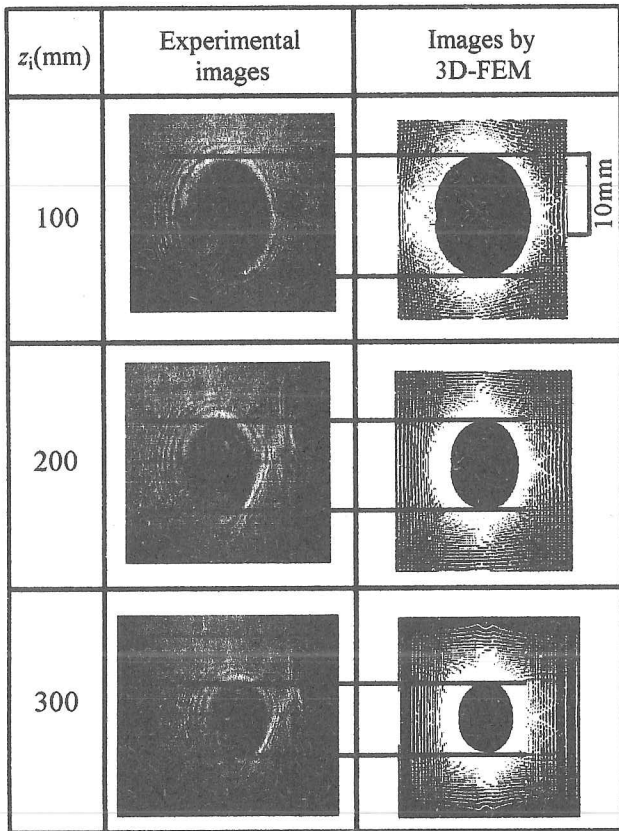 zᵢ(mm)
Experimental
images
Images by
3D-FEM
100
10mm
200
300